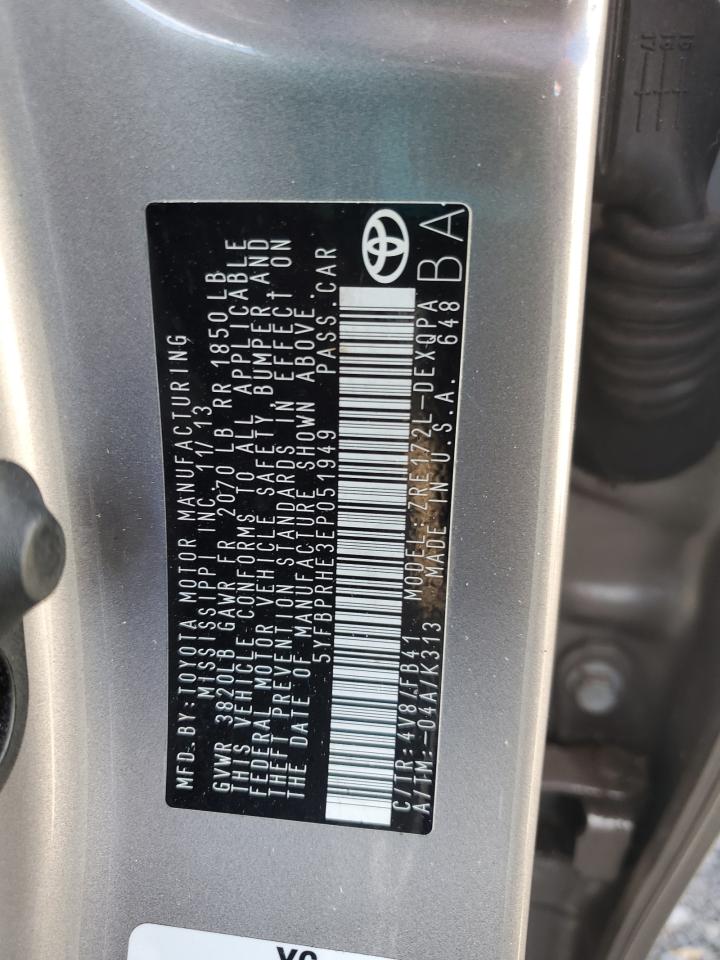 MFD. BY:TOYOTA MOTOR MANUFACTURING
MISSISSIPPI INC. 11/13
GVWR 3820LB GAWR FR 2070 LB RR 1850LB
THIS VEHICLE CONFORMS TO ALL APPLICABLE
FEDERAL MOTOR VEHICLE SAFETY BUMPER AND
THEFT PREVENTION STANDARDS IN EFFECT ON
THE DATE OF MANUFACTURE SHOWN ABOVE.
5YFBPRHE3EP051949 PASS.CAR
C/TR:4V8/FB41 MODEL:ZRE172L-DEXQPA
A/TM:-04A/K313 MADE IN U.S.A. 648
BA